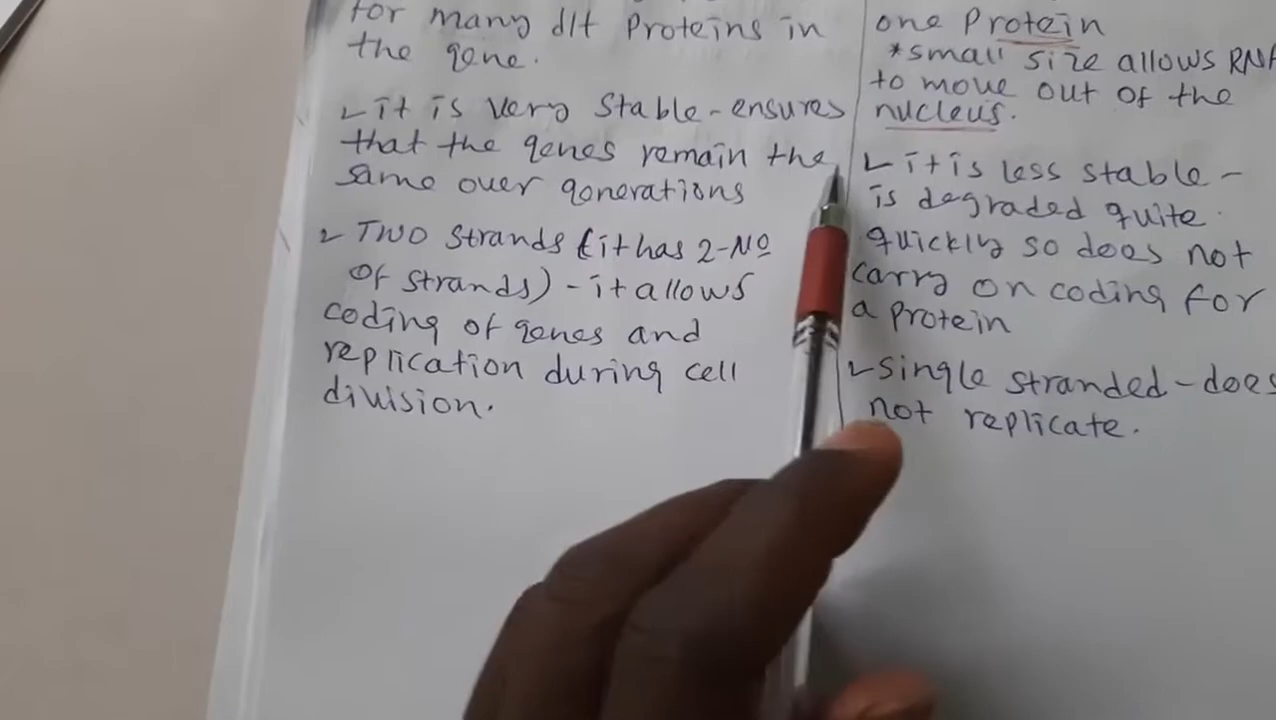 for many dlt Proteins in
the gene.
✓ it is very stable - ensures
that the genes remain the
same over generations
✓ TWO strands (it has 2-No
of strands) - it allows
coding of genes and
replication during cell
division.
one Protein
*small size allows RNA
to move out of the
nucleus.
✓ it is less stable -
is degraded quite
quickly so does not
carry on coding for
a protein
✓ single stranded - does
not replicate.